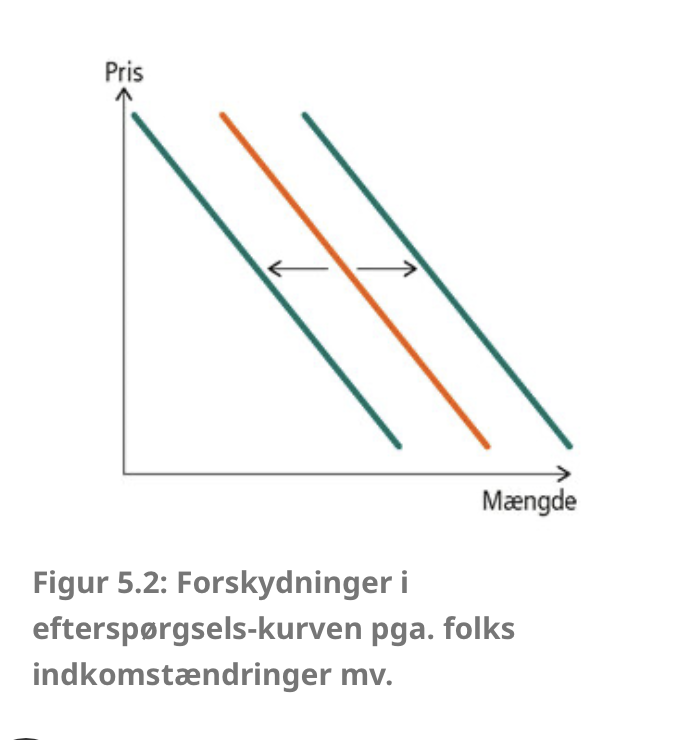 Pris
Mængde
Figur 5.2: Forskydninger i
efterspørgsels-kurven pga. folks
indkomstændringer mv.